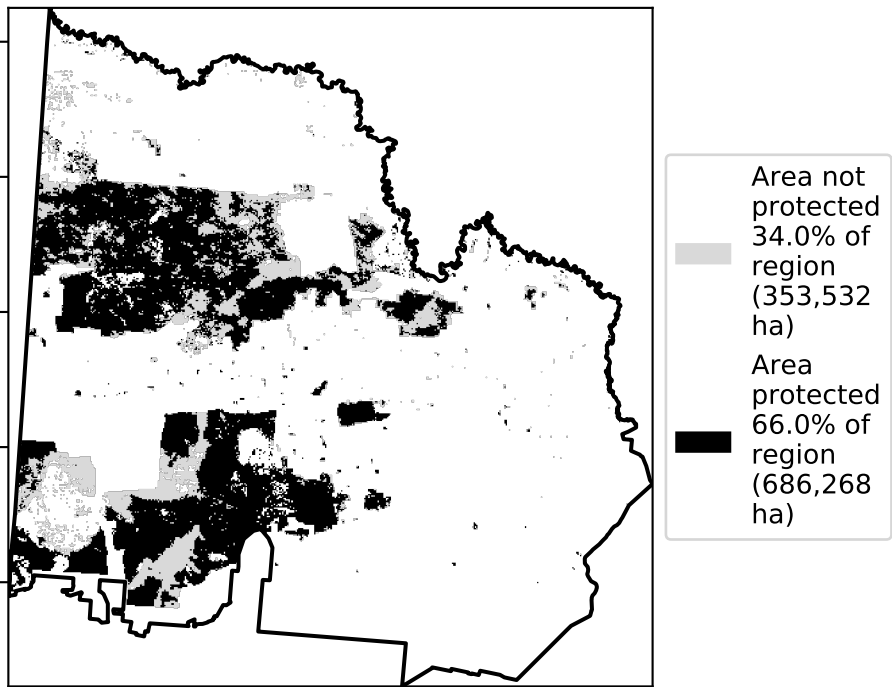 Area not
protected
34.0% of
region
(353,532
ha)
Area
protected
66.0% of
region
(686,268
ha)